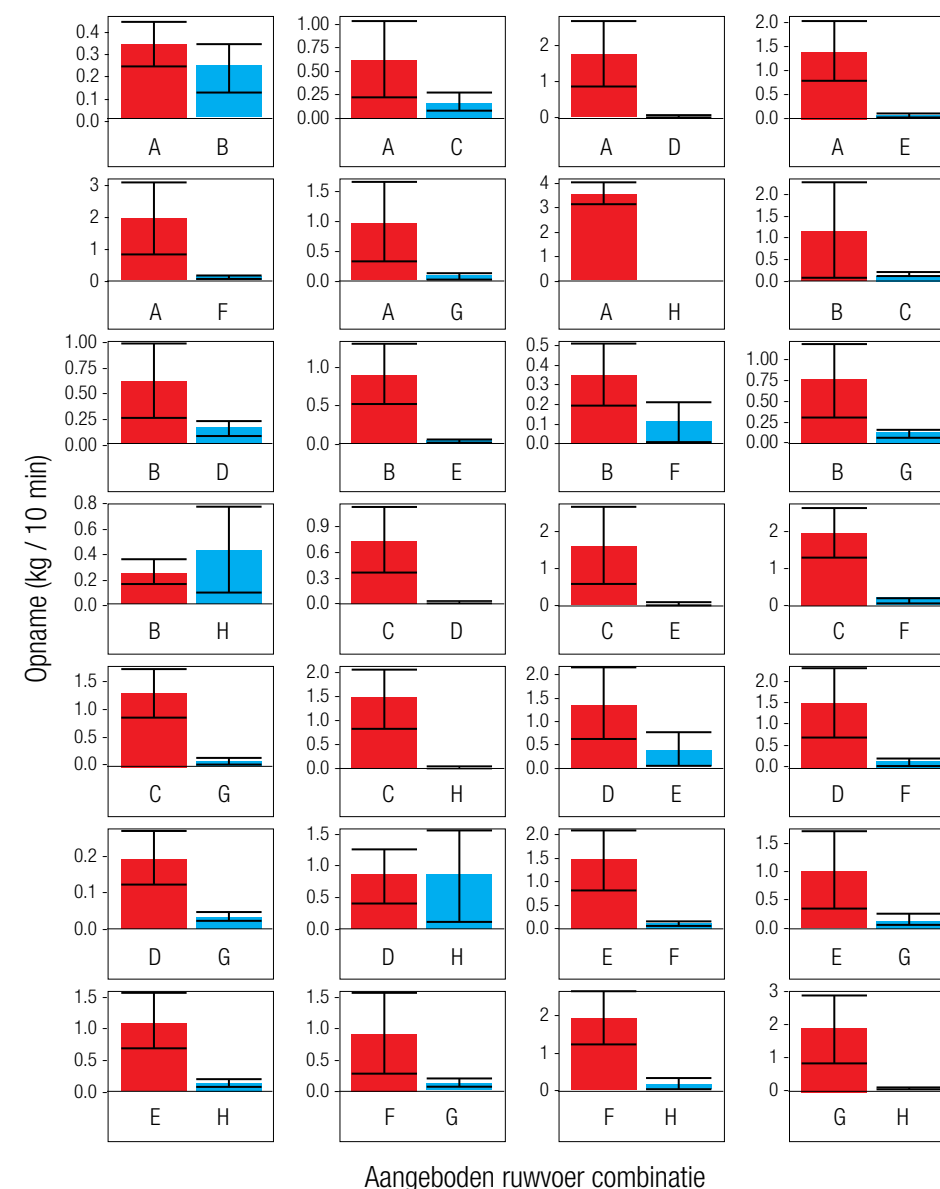 0.4 0.3 0.2 0.1 0.0
A B
1.00 0.75 0.50 0.25 0.00
A C
2 1 0
A D
2.0 1.5 1.0 0.5 0.0
A E
3 2 1 0
A F
1.5 1.0 0.5 0.0
A G
4 3 2 1 0
A H
2.0 1.5 1.0 0.5 0.0
B C
1.00 0.75 0.50 0.25 0.00
B D
1.0 0.5 0.0
B E
0.5 0.4 0.3 0.2 0.1 0.0
B F
1.00 0.75 0.50 0.25 0.00
B G
Opname (kg / 10 min)
0.8 0.6 0.4 0.2 0.0
B H
0.9 0.6 0.3 0.0
C D
2 1 0
C E
2 1 0
C F
1.5 1.0 0.5 0.0
C G
2.0 1.5 1.0 0.5 0.0
C H
2.0 1.5 1.0 0.5 0.0
D E
2.0 1.5 1.0 0.5 0.0
D F
0.2 0.1 0.0
D G
1.5 1.0 0.5 0.0
D H
2.0 1.5 1.0 0.5 0.0
E F
1.5 1.0 0.5 0.0
E G
1.5 1.0 0.5 0.0
E H
1.5 1.0 0.5 0.0
F G
2 1 0
F H
3 2 1 0
G H
Aangeboden ruwvoer combinatie